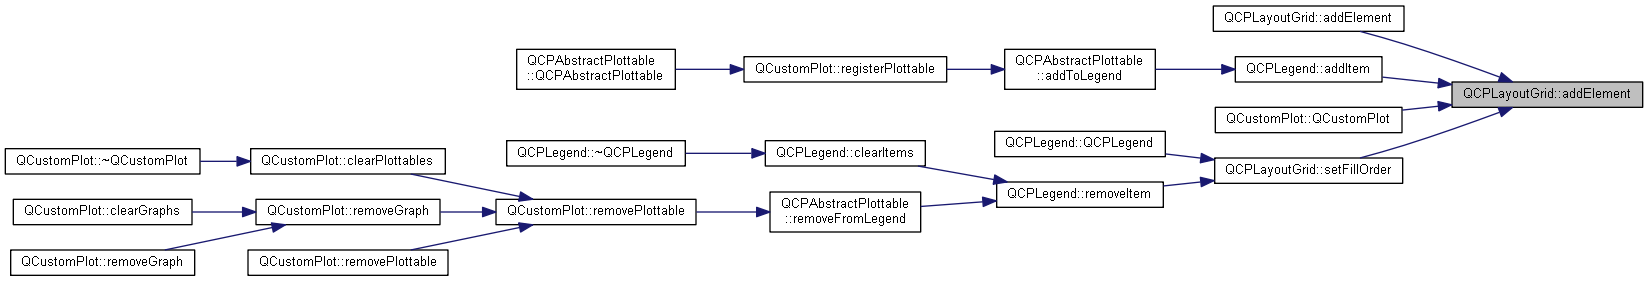 QCPLayoutGrid::addElement
QCPAbstractPlottable
::QCPAbstractPlottable
QCustomPlot::registerPlottable
QCPAbstractPlottable
::addToLegend
QCPLegend::addItem
QCPLayoutGrid::addElement
QCustomPlot::QCustomPlot
QCustomPlot::~QCustomPlot
QCustomPlot::clearPlottables
QCPLegend::~QCPLegend
QCPLegend::clearItems
QCPLegend::QCPLegend
QCPLayoutGrid::setFillOrder
QCPLegend::removeItem
QCustomPlot::clearGraphs
QCustomPlot::removeGraph
QCustomPlot::removePlottable
QCPAbstractPlottable
::removeFromLegend
QCustomPlot::removeGraph
QCustomPlot::removePlottable